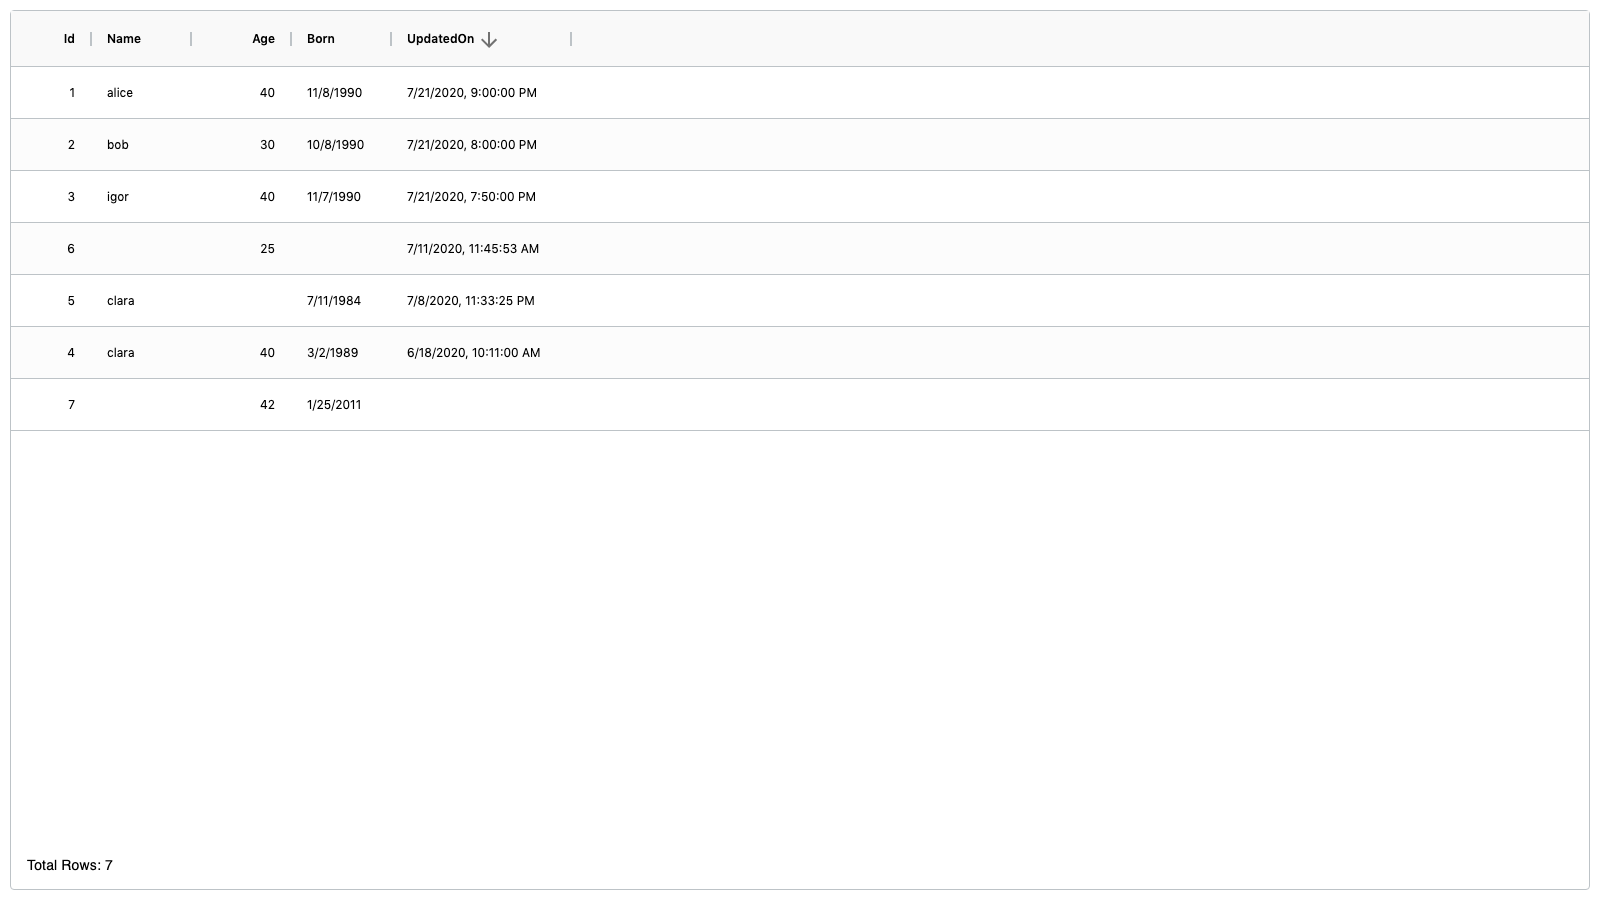 Id Name Age Born UpdatedOn
1 alice 40 11/8/1990 7/21/2020, 9:00:00 PM
2 bob 30 10/8/1990 7/21/2020, 8:00:00 PM
3 igor 40 11/7/1990 7/21/2020, 7:50:00 PM
6 25 7/11/2020, 11:45:53 AM
5 clara 7/11/1984 7/8/2020, 11:33:25 PM
4 clara 40 3/2/1989 6/18/2020, 10:11:00 AM
7 42 1/25/2011
Total Rows: 7